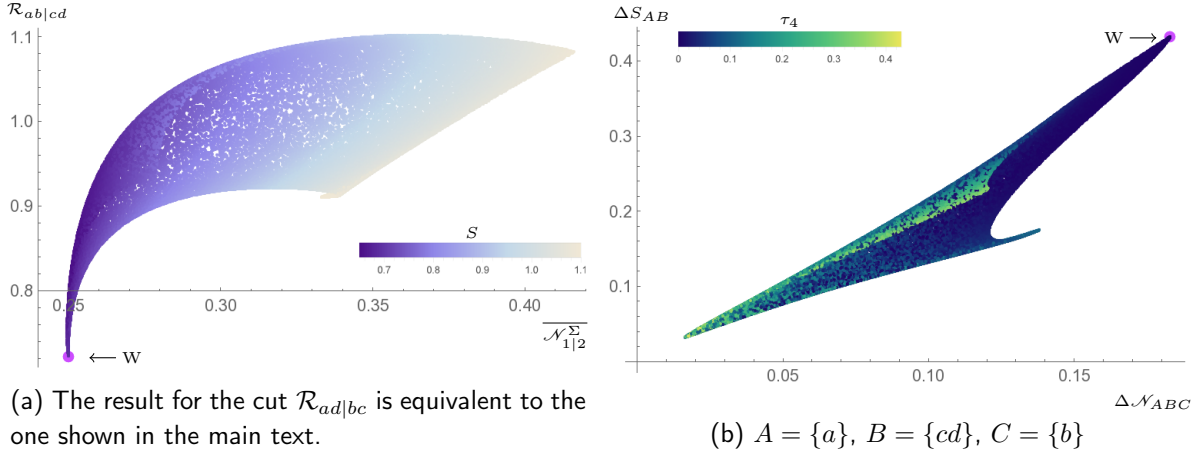 𝓡_{ab|cd}
1.1
1.0
0.9
0.8
S
0.7 0.8 0.9 1.0 1.1
0.25 0.30 0.35 0.40
\overline{𝒩^Σ_{1|2}}
← W
(a) The result for the cut 𝓡_{ad|bc} is equivalent to the
one shown in the main text.
ΔS_{AB}
τ_4
0 0.1 0.2 0.3 0.4
W →
0.4
0.3
0.2
0.1
0.05 0.10 0.15
Δ𝒩_{ABC}
(b) A = {a}, B = {cd}, C = {b}